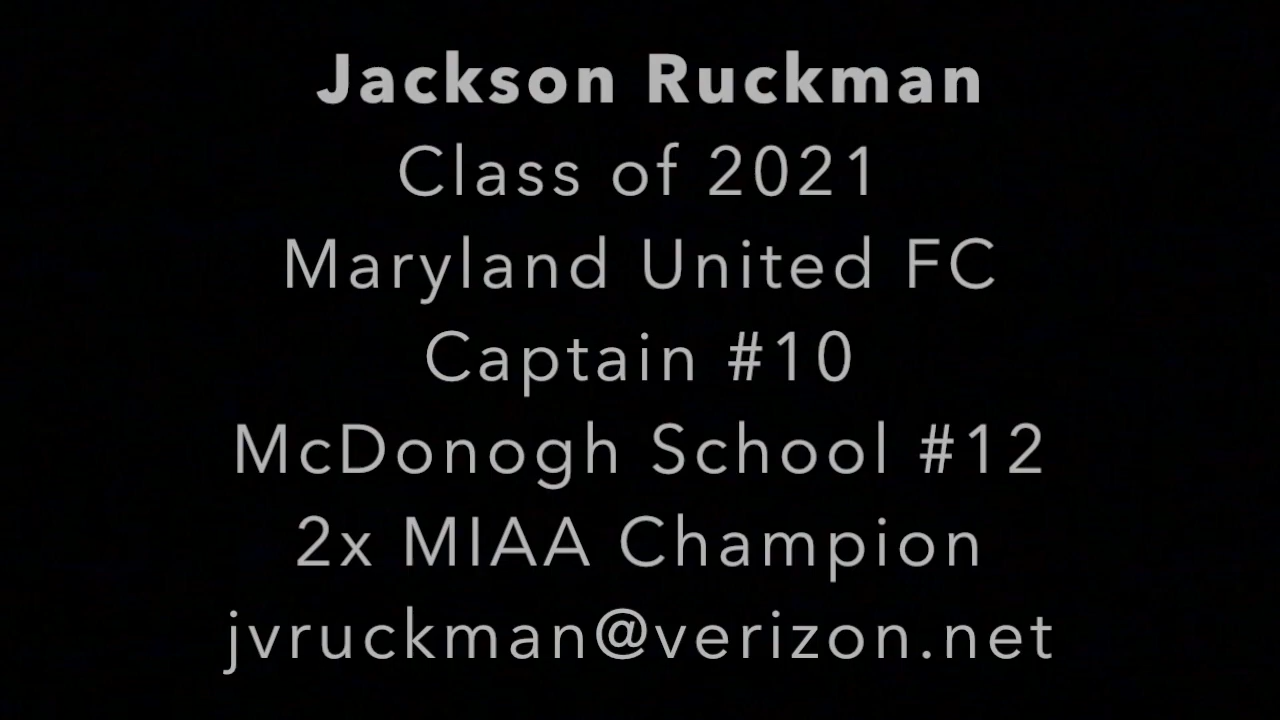 Jackson Ruckman
Class of 2021
Maryland United FC
Captain #10
McDonogh School #12
2x MIAA Champion
jvruckman@verizon.net